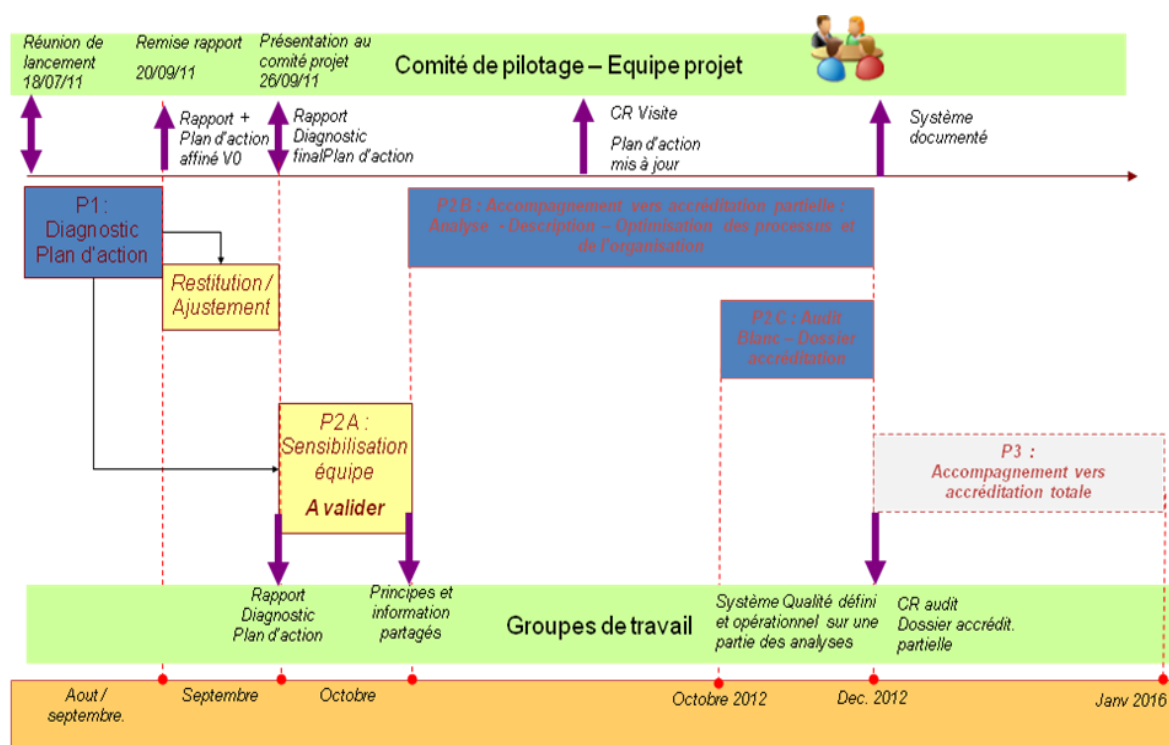 Réunion de
lancement
18/07/11
Remise rapport
20/09/11
Présentation au
comité projet
26/09/11
Comité de pilotage – Equipe projet
Rapport +
Plan d'action
affiné V0
Rapport
Diagnostic
finalPlan d'action
CR Visite
Plan d'action
mis à jour
Système
documenté
P1 :
Diagnostic
Plan d'action
Restitution /
Ajustement
P2B : Accompagnement vers accréditation partielle :
Analyse - Description – Optimisation des processus et
de l'organisation
P2C : Audit
Blanc – Dossier
accréditation
P2A :
Sensibilisation
équipe
A valider
P3 :
Accompagnement vers
accréditation totale
Rapport
Diagnostic
Plan d'action
Principes et
information
partagés
Groupes de travail
Système Qualité défini
et opérationnel sur une
partie des analyses
CR audit
Dossier accrédit.
partielle
Aout /
septembre.
Septembre
Octobre
Octobre 2012
Dec. 2012
Janv 2016